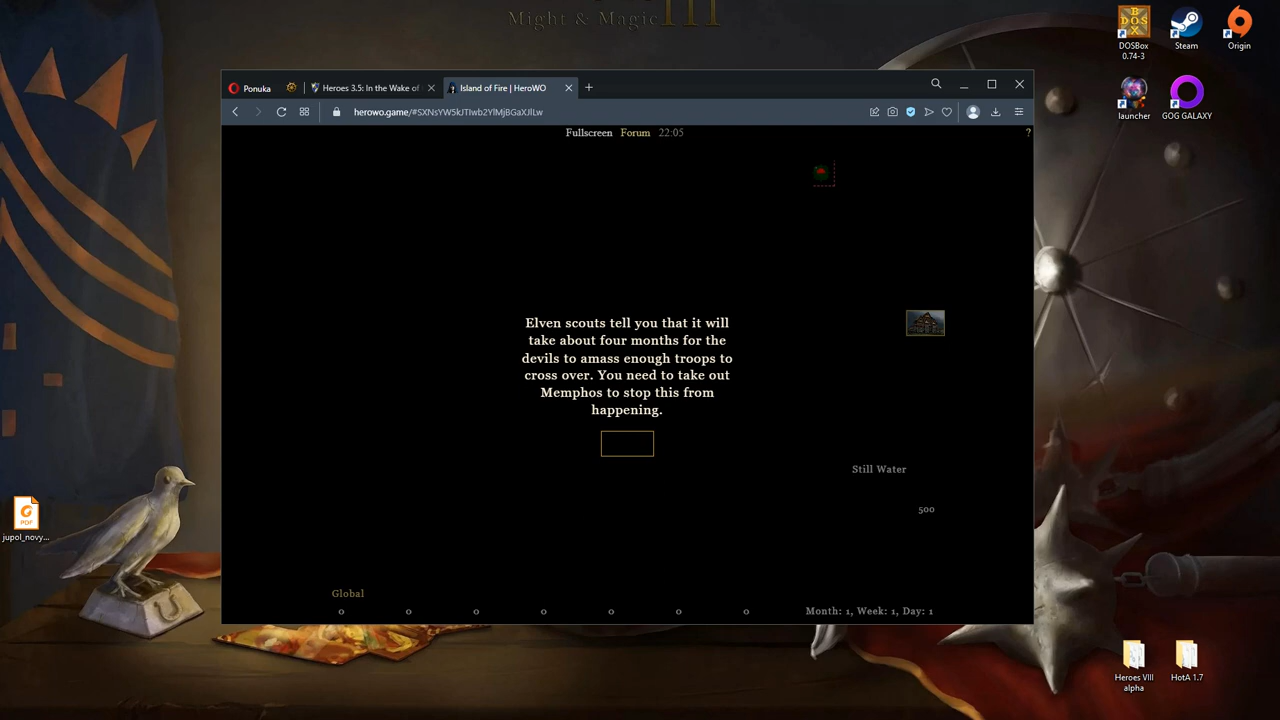 Might & Magic III
DOSBox
0.74-3
Steam
Origin
launcher
GOG GALAXY
Ponuka
Heroes 3.5: In the Wake of
Island of Fire | HeroWO
Fullscreen Forum 22:05
?
Elven scouts tell you that it will
take about four months for the
devils to amass enough troops to
cross over. You need to take out
Memphos to stop this from
happening.
Still Water
500
Global
0 0 0 0 0 0 0
Month: 1, Week: 1, Day: 1
PDF
jupol_novy...
Heroes VIII
alpha
HotA 1.7